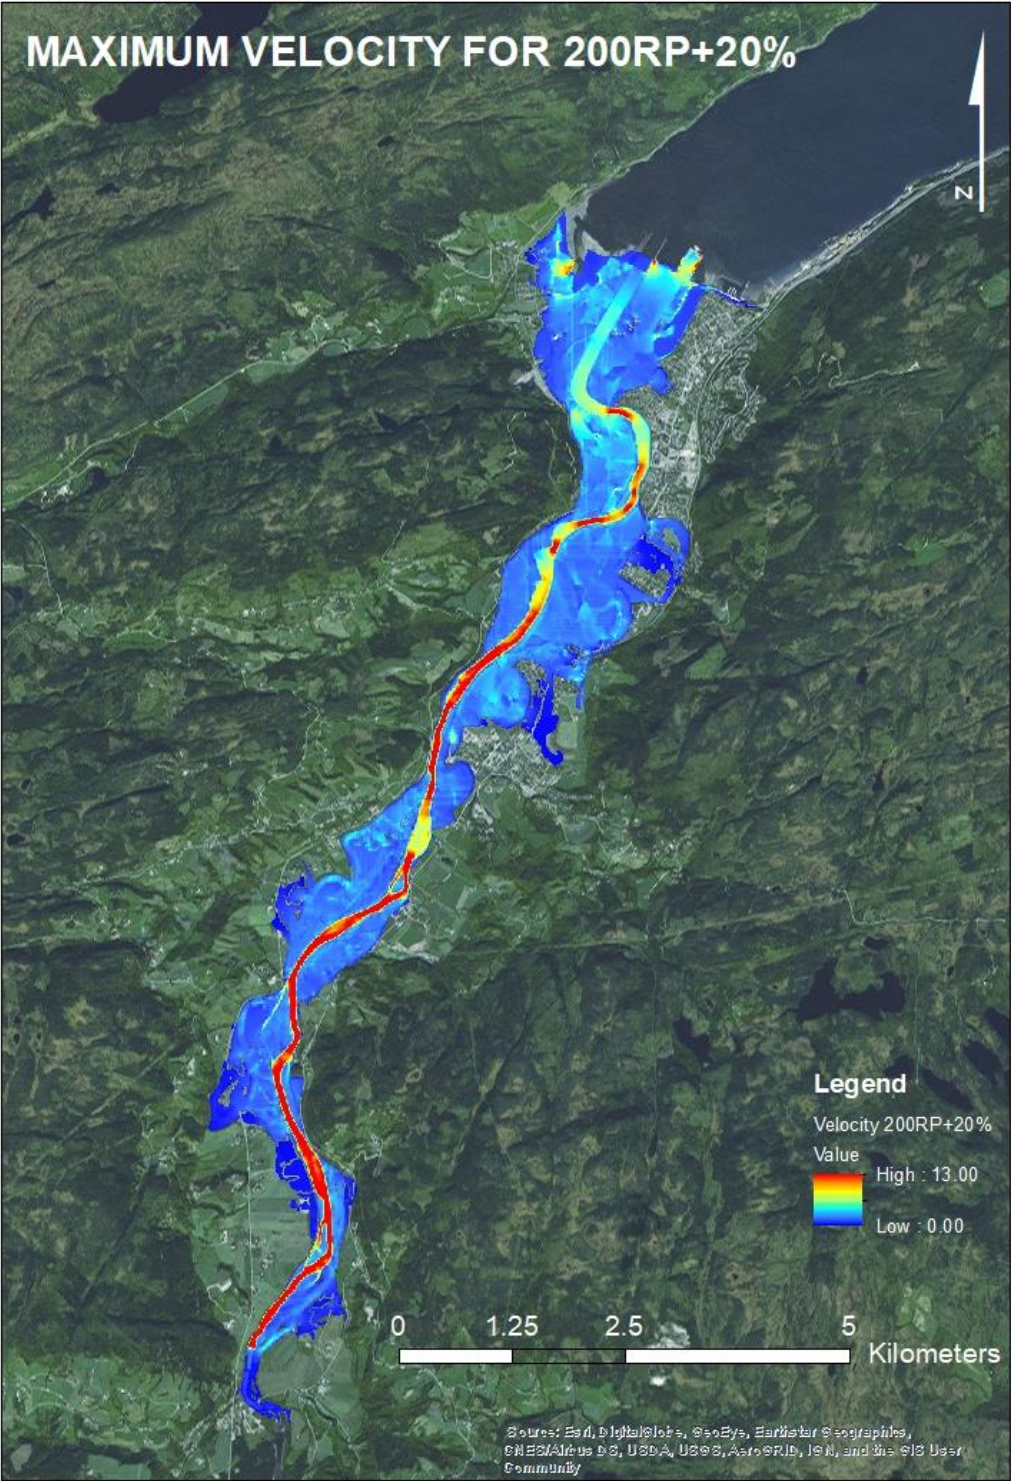 MAXIMUM VELOCITY FOR 200RP+20%
N
Legend
Velocity 200RP+20%
Value
High : 13.00
Low : 0.00
0 1.25 2.5 5
Kilometers
Source: Esri, DigitalGlobe, GeoEye, Earthstar Geographics,
CNES/Airbus DS, USDA, USGS, AeroGRID, IGN, and the GIS User
Community